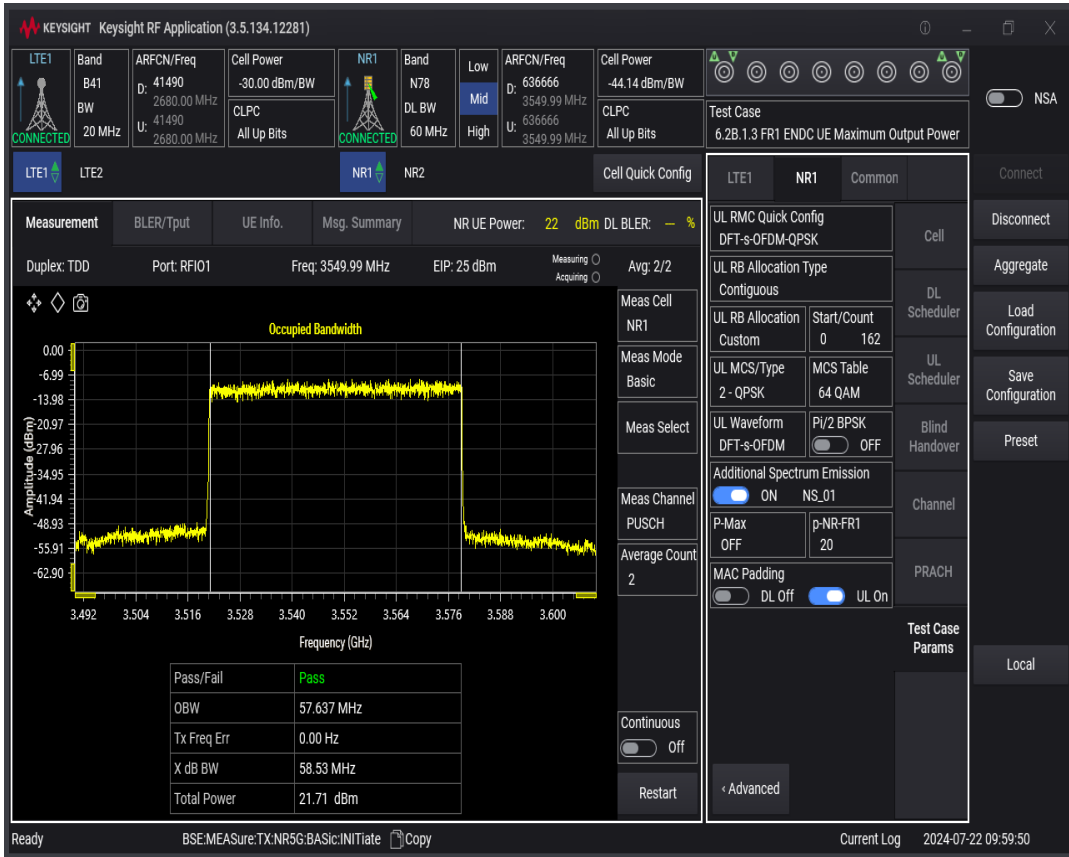 KEYSIGHT Keysight RF Application (3.5.134.12281)
LTE1 Band ARFCN/Freq Cell Power NR1 Band Low ARFCN/Freq Cell Power
B41 D: 41490 -30.00 dBm/BW N78 Mid D: 636666 -44.14 dBm/BW
2680.00 MHz 3549.99 MHz
BW CLPC DL BW CLPC
CONNECTED 20 MHz U: 41490 All Up Bits CONNECTED 60 MHz High U: 636666 All Up Bits
2680.00 MHz 3549.99 MHz
Test Case
6.2B.1.3 FR1 ENDC UE Maximum Output Power
NSA
LTE1 LTE2 NR1 NR2 Cell Quick Config
LTE1 NR1 Common
Connect
Disconnect
Aggregate
Load
Configuration
Save
Configuration
Preset
Local
Measurement BLER/Tput UE Info. Msg. Summary NR UE Power: 22 dBm DL BLER: -- %
Duplex: TDD Port: RFIO1 Freq: 3549.99 MHz EIP: 25 dBm Measuring Acquiring Avg: 2/2
Occupied Bandwidth
Amplitude (dBm)
0.00
-6.99
-13.98
-20.97
-27.96
-34.95
-41.94
-48.93
-55.91
-62.90
3.492 3.504 3.516 3.528 3.540 3.552 3.564 3.576 3.588 3.600
Frequency (GHz)
Pass/Fail Pass
OBW 57.637 MHz
Tx Freq Err 0.00 Hz
X dB BW 58.53 MHz
Total Power 21.71 dBm
Meas Cell
NR1
Meas Mode
Basic
Meas Select
Meas Channel
PUSCH
Average Count
2
Continuous
Off
Restart
UL RMC Quick Config
DFT-s-OFDM-QPSK
UL RB Allocation Type
Contiguous
UL RB Allocation Start/Count
Custom 0 162
UL MCS/Type MCS Table
2 - QPSK 64 QAM
UL Waveform Pi/2 BPSK
DFT-s-OFDM OFF
Additional Spectrum Emission
ON NS_01
P-Max p-NR-FR1
OFF 20
MAC Padding
DL Off UL On
‹ Advanced
Cell
DL
Scheduler
UL
Scheduler
Blind
Handover
Channel
PRACH
Test Case
Params
Ready BSE:MEASure:TX:NR5G:BASic:INITiate Copy Current Log 2024-07-22 09:59:50